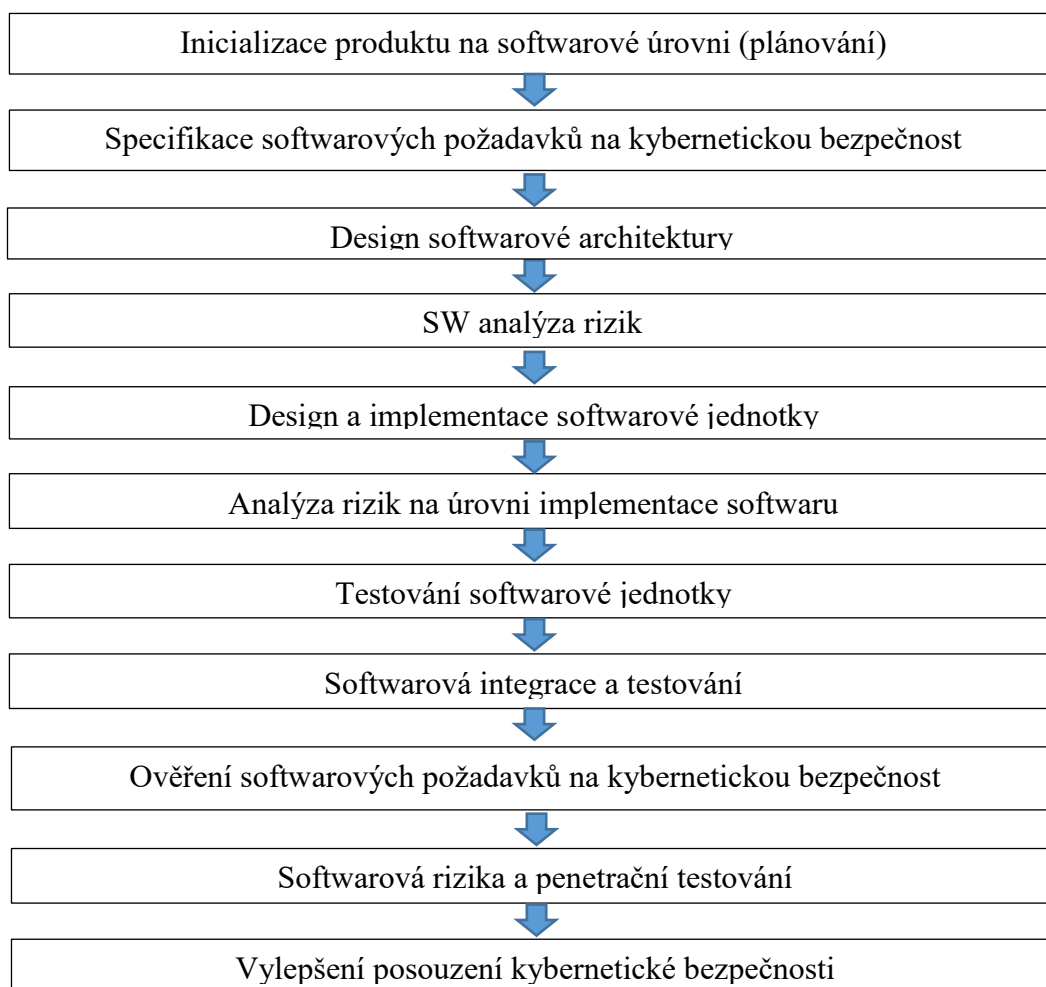 Inicializace produktu na softwarové úrovni (plánování)
Specifikace softwarových požadavků na kybernetickou bezpečnost
Design softwarové architektury
SW analýza rizik
Design a implementace softwarové jednotky
Analýza rizik na úrovni implementace softwaru
Testování softwarové jednotky
Softwarová integrace a testování
Ověření softwarových požadavků na kybernetickou bezpečnost
Softwarová rizika a penetrační testování
Vylepšení posouzení kybernetické bezpečnosti